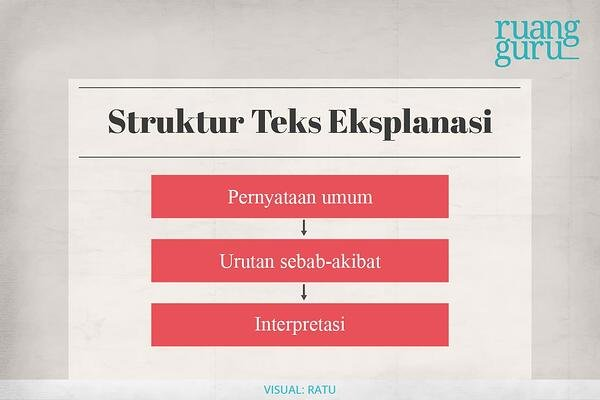 ruang
guru
Struktur Teks Eksplanasi
Pernyataan umum
Urutan sebab-akibat
Interpretasi
VISUAL: RATU